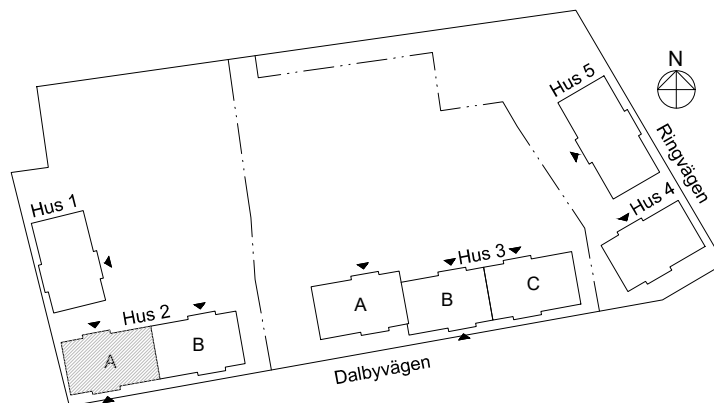 Hus 5
N
Ringvägen
Hus 4
Hus 1
Hus 3
A
B
C
Hus 2
A
B
Dalbyvägen